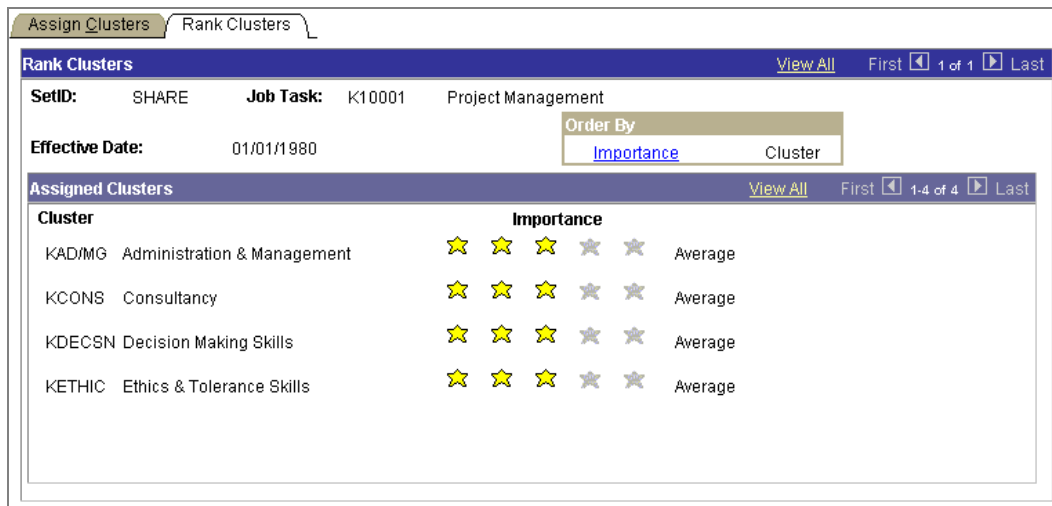 Assign Clusters Rank Clusters
Rank Clusters View All First 1 of 1 Last
SetID: SHARE Job Task: K10001 Project Management
Order By
Effective Date: 01/01/1980 Importance Cluster
Assigned Clusters View All First 1-4 of 4 Last
Cluster Importance
KAD/MG Administration & Management Average
KCONS Consultancy Average
KDECSN Decision Making Skills Average
KETHIC Ethics & Tolerance Skills Average